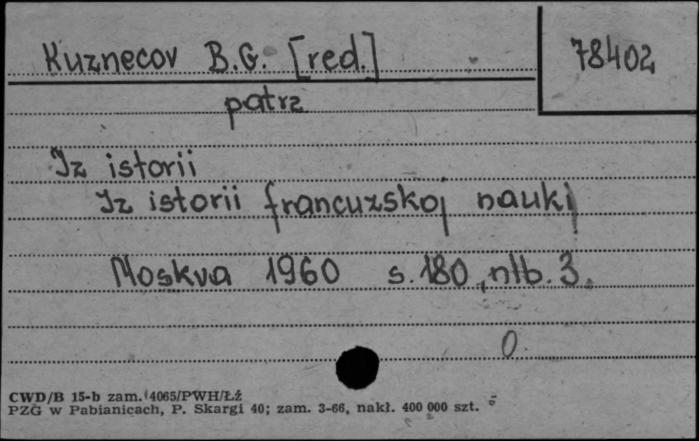 Kuznecov B.G. [red.]
78402
patrz
Iz istorii
Iz istorii francuzskoj nauki
Moskva 1960 s. 180, nlb. 3.
0.
CWD/B 15-b zam. 4065/PWH/Łź
PZG w Pabianicach, P. Skargi 40; zam. 3-66, nakł. 400 000 szt.